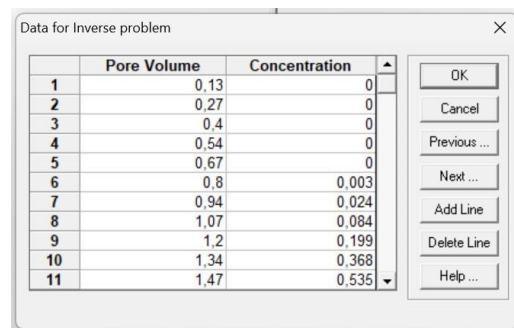 Data for Inverse problem
Pore Volume Concentration
1 0,13 0
2 0,27 0
3 0,4 0
4 0,54 0
5 0,67 0
6 0,8 0,003
7 0,94 0,024
8 1,07 0,084
9 1,2 0,199
10 1,34 0,368
11 1,47 0,535
OK
Cancel
Previous ...
Next ...
Add Line
Delete Line
Help ...